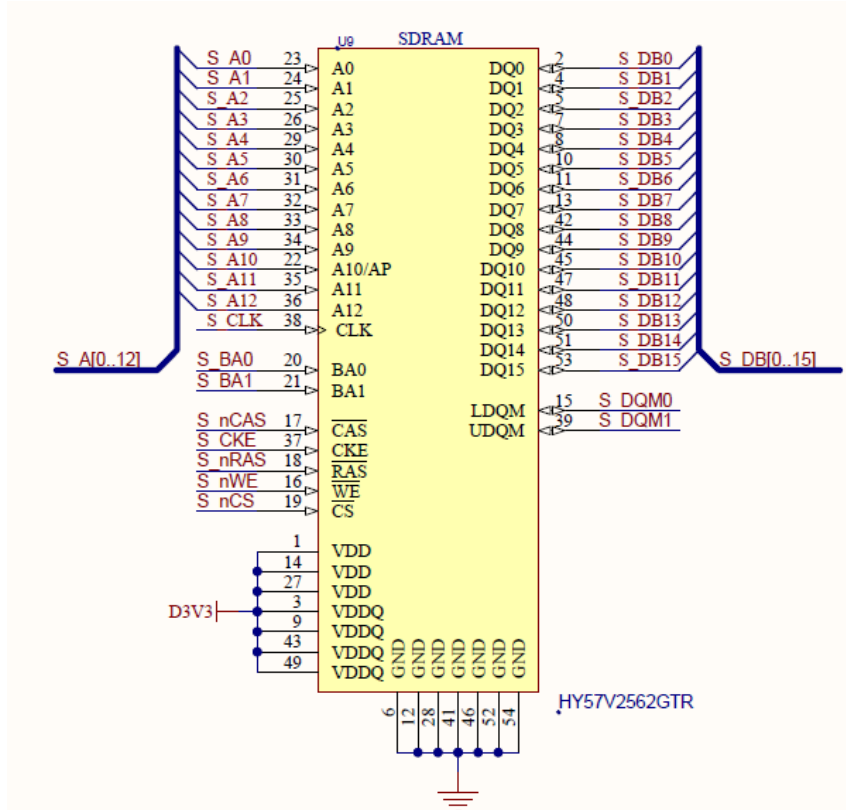 U9 SDRAM
S_A0 23 A0 DQ0 2 S_DB0
S_A1 24 A1 DQ1 4 S_DB1
S_A2 25 A2 DQ2 5 S_DB2
S_A3 26 A3 DQ3 7 S_DB3
S_A4 29 A4 DQ4 8 S_DB4
S_A5 30 A5 DQ5 10 S_DB5
S_A6 31 A6 DQ6 11 S_DB6
S_A7 32 A7 DQ7 13 S_DB7
S_A8 33 A8 DQ8 42 S_DB8
S_A9 34 A9 DQ9 44 S_DB9
S_A10 22 A10/AP DQ10 45 S_DB10
S_A11 35 A11 DQ11 47 S_DB11
S_A12 36 A12 DQ12 48 S_DB12
S_CLK 38 CLK DQ13 50 S_DB13
DQ14 51 S_DB14
S_A[0..12] S_BA0 20 BA0 DQ15 53 S_DB15 S_DB[0..15]
S_BA1 21 BA1
LDQM 15 S_DQM0
S_nCAS 17 CAS UDQM 39 S_DQM1
S_CKE 37 CKE
S_nRAS 18 RAS
S_nWE 16 WE
S_nCS 19 CS
1 VDD
14 VDD
27 VDD
D3V3 3 VDDQ
9 VDDQ
43 VDDQ
49 VDDQ
GND GND GND GND GND GND GND
6 12 28 41 46 52 54
HY57V2562GTR